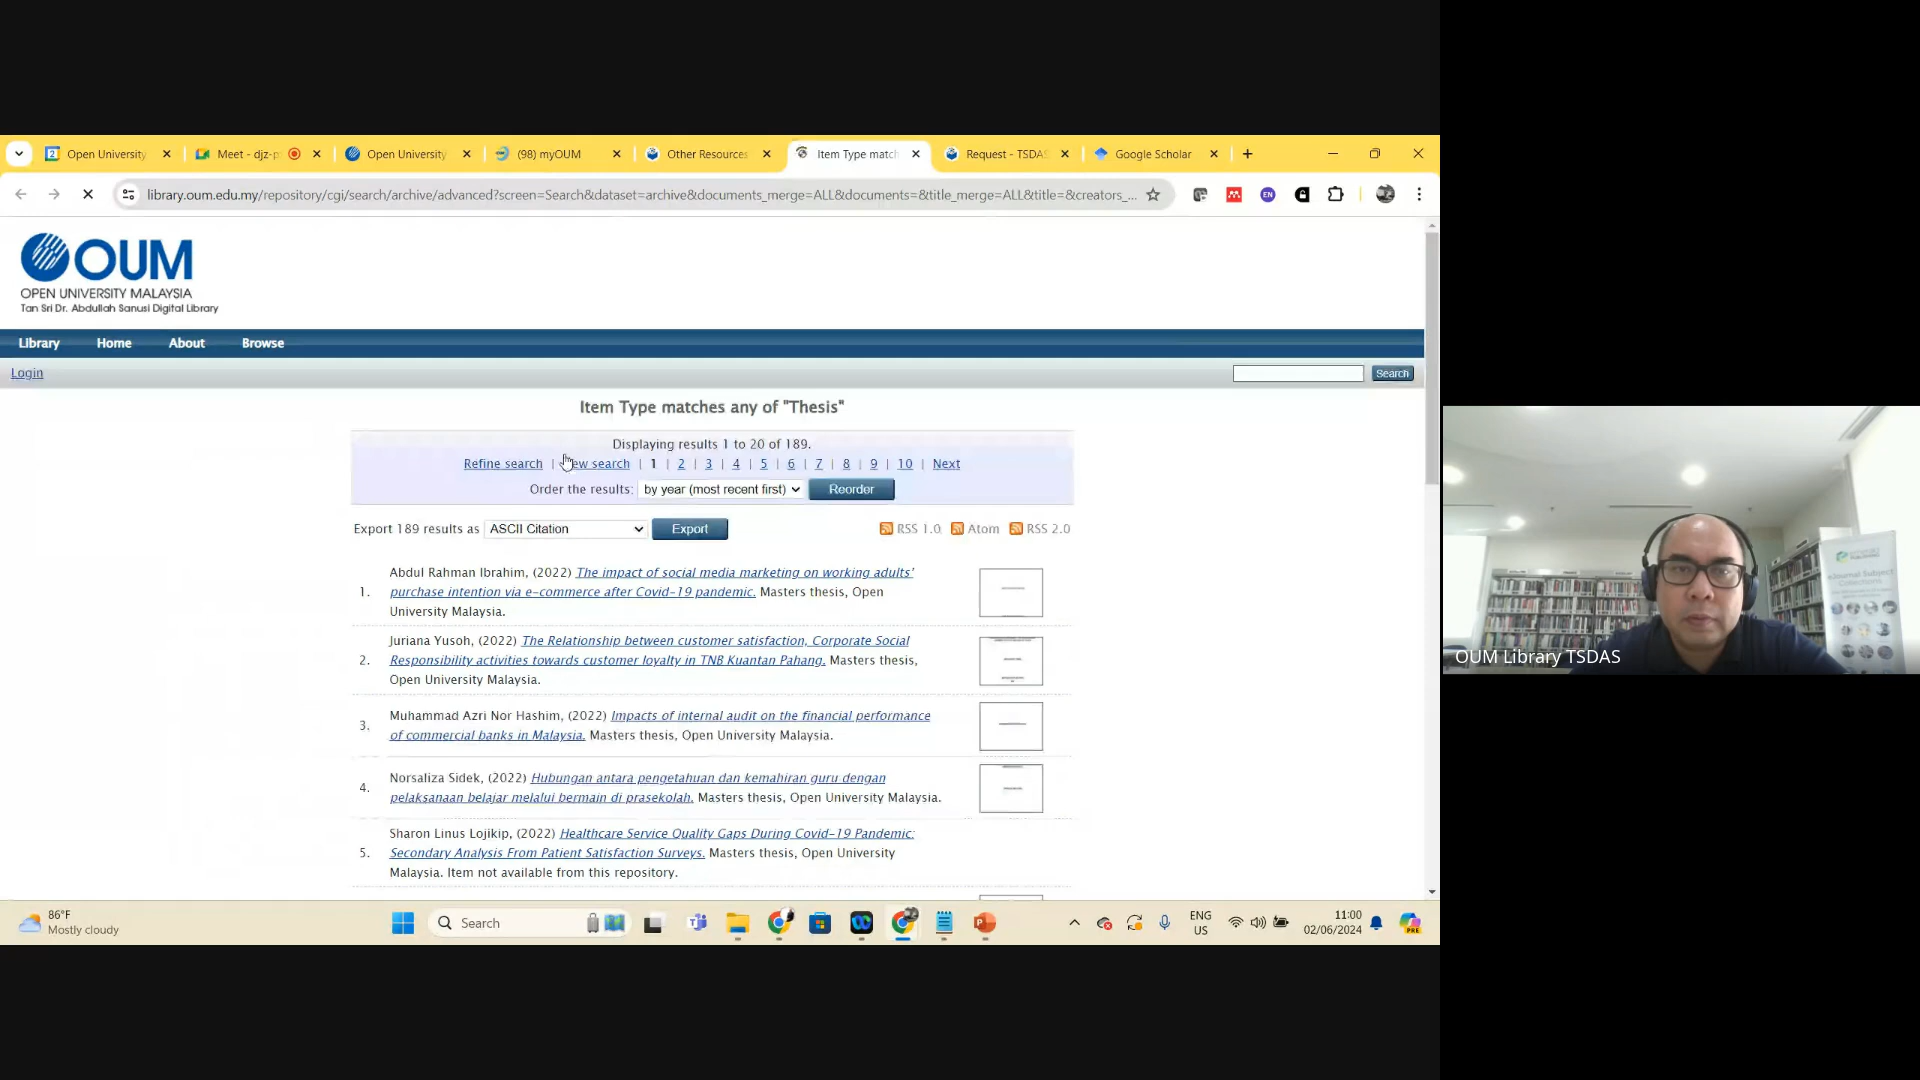 Open University
Meet - djz-p
Open University
(98) myOUM
Other Resources
Item Type match
Request - TSDAS
Google Scholar
library.oum.edu.my/repository/cgi/search/archive/advanced?screen=Search&dataset=archive&documents_merge=ALL&documents=&title_merge=ALL&title=&creators_...
OUM
OPEN UNIVERSITY MALAYSIA
Tan Sri Dr. Abdullah Sanusi Digital Library
Library Home About Browse
Login
Search
Item Type matches any of "Thesis"
Displaying results 1 to 20 of 189.
Refine search | New search | 1 | 2 | 3 | 4 | 5 | 6 | 7 | 8 | 9 | 10 | Next
Order the results: by year (most recent first) Reorder
Export 189 results as ASCII Citation Export RSS 1.0 Atom RSS 2.0
1. Abdul Rahman Ibrahim, (2022) The impact of social media marketing on working adults'
purchase intention via e-commerce after Covid-19 pandemic. Masters thesis, Open
University Malaysia.
2. Juriana Yusoh, (2022) The Relationship between customer satisfaction, Corporate Social
Responsibility activities towards customer loyalty in TNB Kuantan Pahang. Masters thesis,
Open University Malaysia.
3. Muhammad Azri Nor Hashim, (2022) Impacts of internal audit on the financial performance
of commercial banks in Malaysia. Masters thesis, Open University Malaysia.
4. Norsaliza Sidek, (2022) Hubungan antara pengetahuan dan kemahiran guru dengan
pelaksanaan belajar melalui bermain di prasekolah. Masters thesis, Open University Malaysia.
5. Sharon Linus Lojikip, (2022) Healthcare Service Quality Gaps During Covid-19 Pandemic:
Secondary Analysis From Patient Satisfaction Surveys. Masters thesis, Open University
Malaysia. Item not available from this repository.
86°F
Mostly cloudy
Search
ENG
US
11:00
02/06/2024
PRE
EN
eJournal Subject
Collections
OUM Library TSDAS